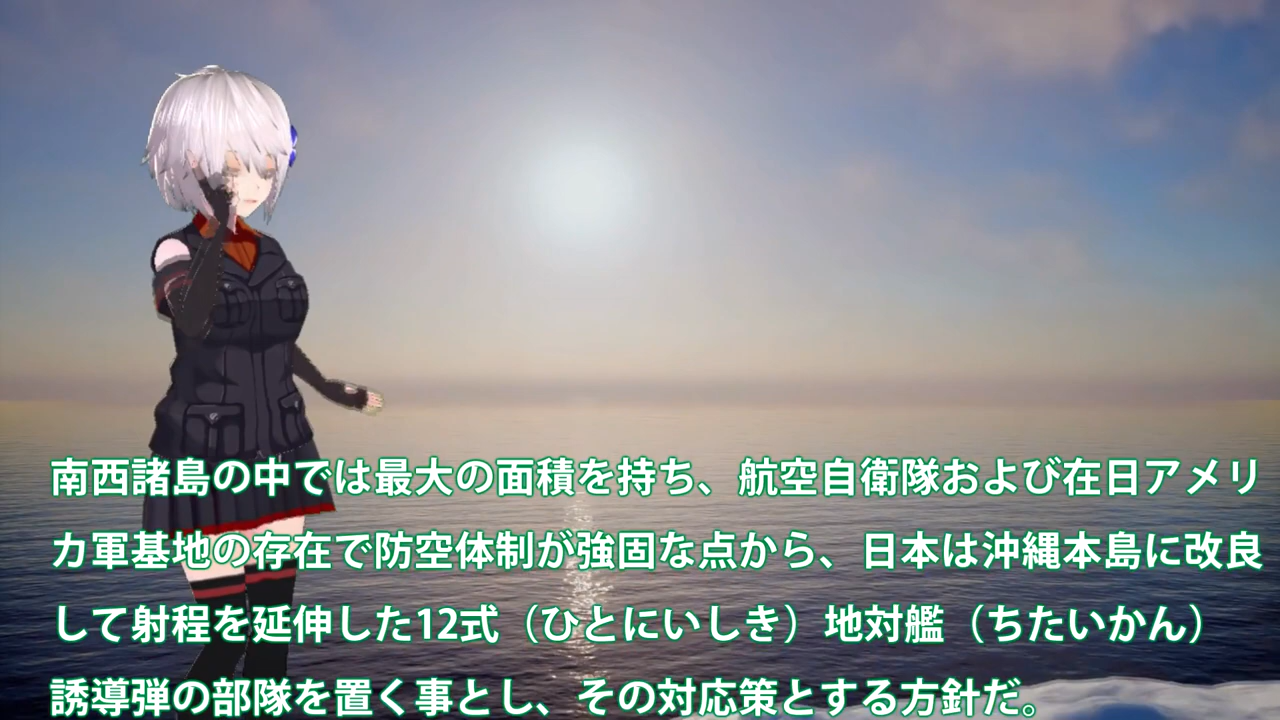 南西諸島の中では最大の面積を持ち、航空自衛隊および在日アメリ
カ軍基地の存在で防空体制が強固な点から、日本は沖縄本島に改良
して射程を延伸した12式（ひとにいしき）地対艦（ちたいかん）
誘導弾の部隊を置く事とし、その対応策とする方針だ。